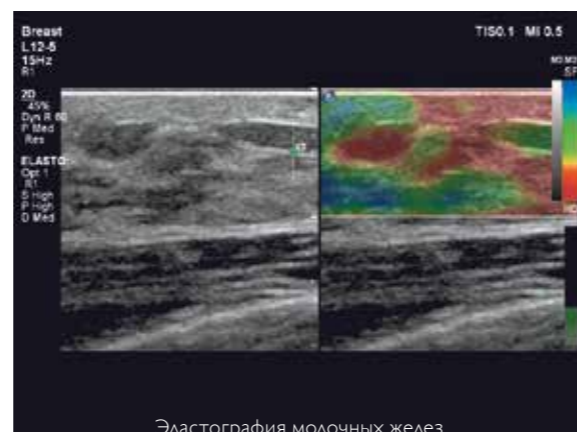 Breast
L12-5
15Hz
R1
2D
45%
Dyn R 60
P Med
Res
ELASTO
Opt 1
R1
S High
P High
D Med
TIS0.1 MI 0.5
Эластография молочных желез